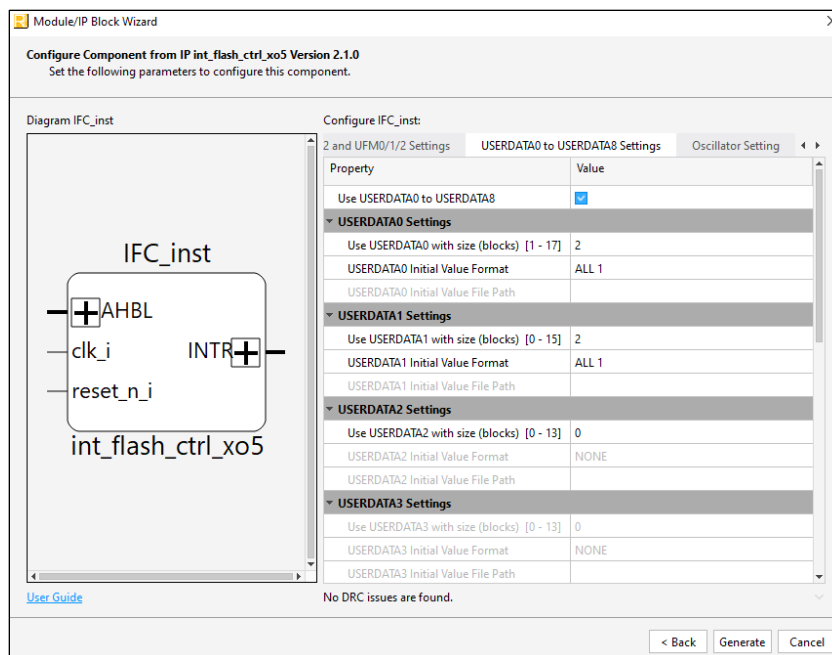 Module/IP Block Wizard
Configure Component from IP int_flash_ctrl_xo5 Version 2.1.0
Set the following parameters to configure this component.
Diagram IFC_inst
Configure IFC_inst:
2 and UFM0/1/2 Settings USERDATA0 to USERDATA8 Settings Oscillator Setting
Property Value
Use USERDATA0 to USERDATA8
USERDATA0 Settings
Use USERDATA0 with size (blocks) [1 - 17] 2
USERDATA0 Initial Value Format ALL 1
USERDATA0 Initial Value File Path
USERDATA1 Settings
Use USERDATA1 with size (blocks) [0 - 15] 2
USERDATA1 Initial Value Format ALL 1
USERDATA1 Initial Value File Path
USERDATA2 Settings
Use USERDATA2 with size (blocks) [0 - 13] 0
USERDATA2 Initial Value Format NONE
USERDATA2 Initial Value File Path
USERDATA3 Settings
Use USERDATA3 with size (blocks) [0 - 13] 0
USERDATA3 Initial Value Format NONE
USERDATA3 Initial Value File Path
IFC_inst
AHBL
clk_i INTR
reset_n_i
int_flash_ctrl_xo5
User Guide
No DRC issues are found.
< Back Generate Cancel